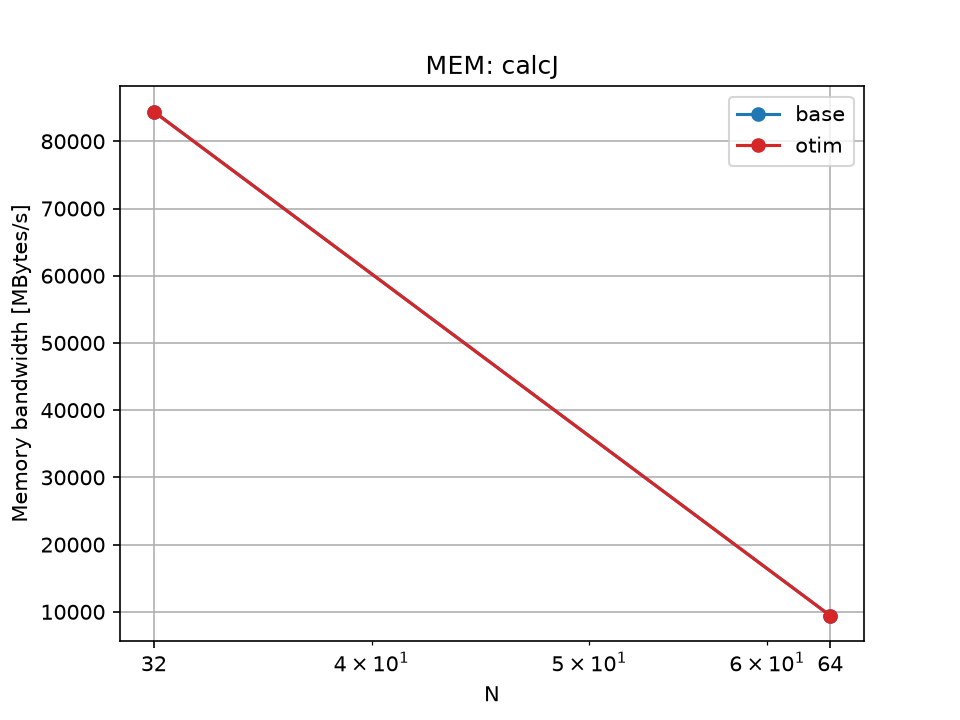 MEM: calcJ
base
otim
Memory bandwidth [MBytes/s]
80000
70000
60000
50000
40000
30000
20000
10000
32
4 × 10¹
5 × 10¹
6 × 10¹
64
N